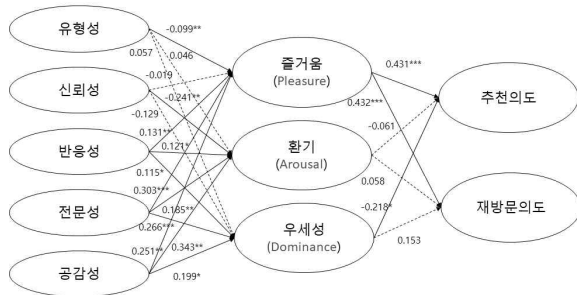 유형성
신뢰성
반응성
전문성
공감성
-0.099**
0.057
-0.046
-0.019
-0.241**
-0.129
0.131**
0.121*
0.115*
0.303***
0.185**
0.266***
0.251**
0.343**
0.199*
즐거움
(Pleasure)
환기
(Arousal)
우세성
(Dominance)
0.431***
0.432***
-0.061
0.058
-0.218*
0.153
추천의도
재방문의도